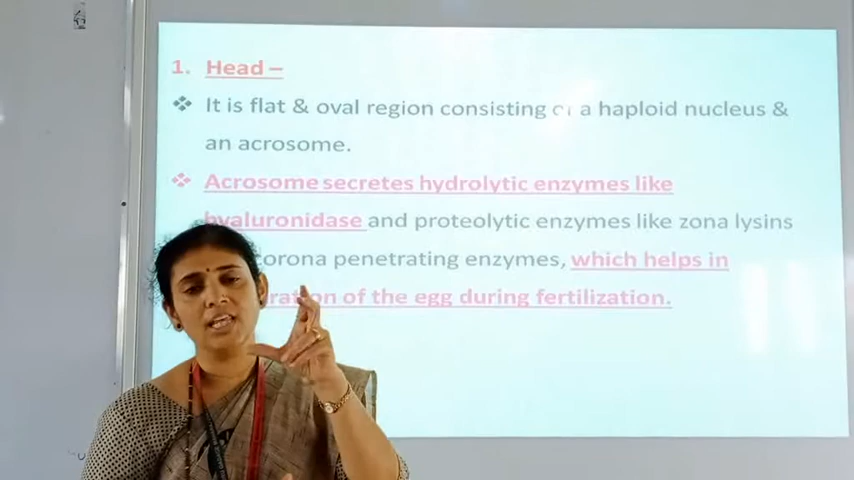 1. Head –
❖ It is flat & oval region consisting of a haploid nucleus &
an acrosome.
❖ Acrosome secretes hydrolytic enzymes like
hyaluronidase and proteolytic enzymes like zona lysins
corona penetrating enzymes, which helps in
of the egg during fertilization.